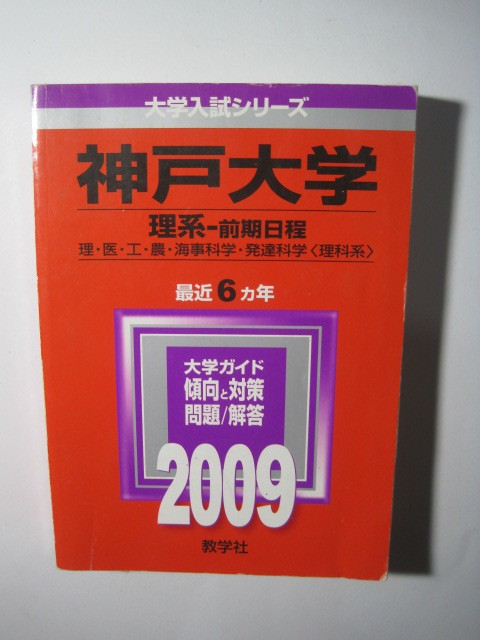 大学入試シリーズ
神戸大学
理系-前期日程
理・医・工・農・海事科学・発達科学〈理科系〉
最近6カ年
大学ガイド
傾向と対策
問題/解答
2009
教学社